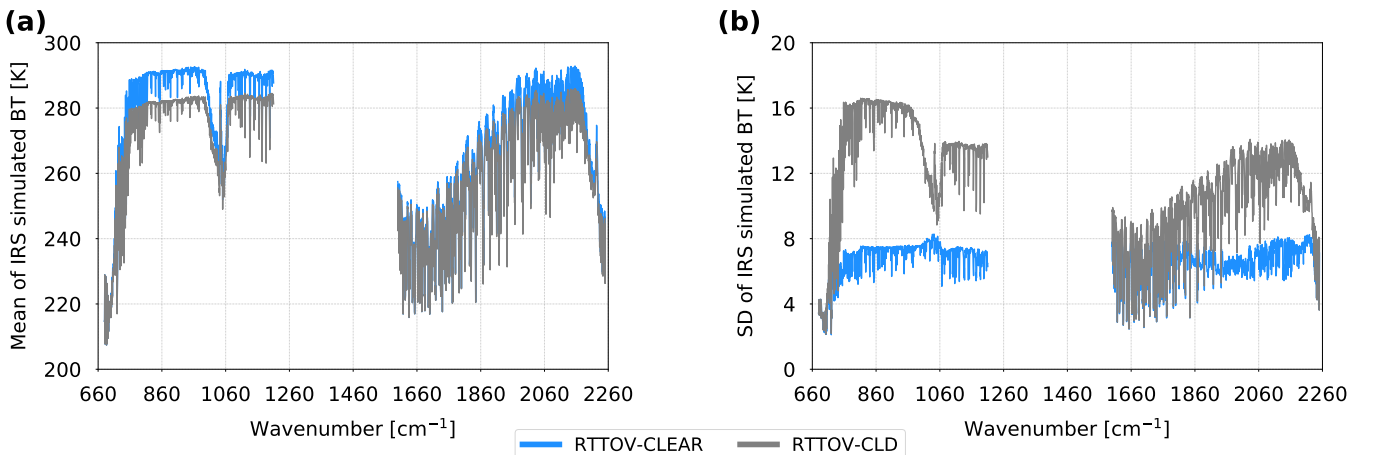 (a)
Mean of IRS simulated BT [K]
300
280
260
240
220
200
660 860 1060 1260 1460 1660 1860 2060 2260
Wavenumber [cm⁻¹]
(b)
SD of IRS simulated BT [K]
20
16
12
8
4
0
660 860 1060 1260 1460 1660 1860 2060 2260
Wavenumber [cm⁻¹]
RTTOV-CLEAR RTTOV-CLD